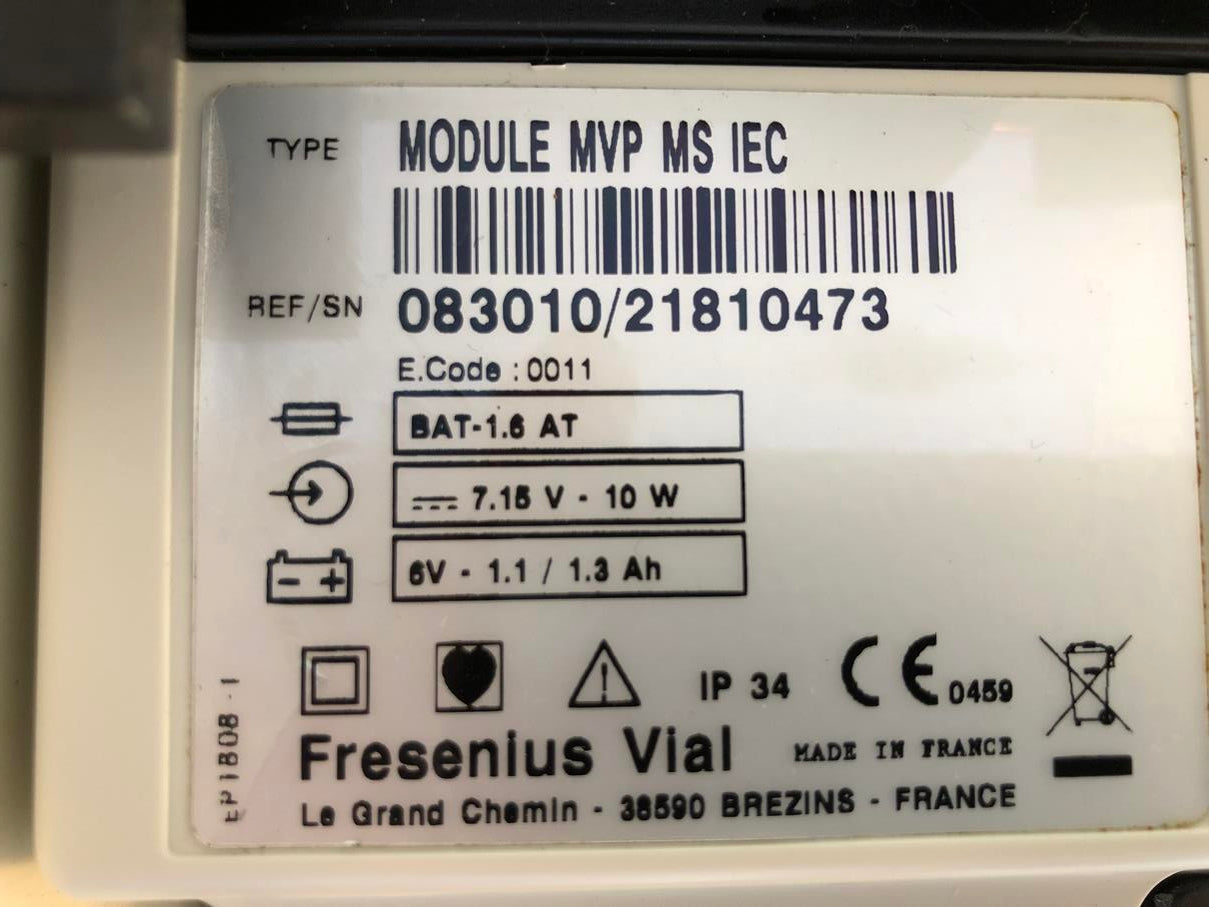 TYPE MODULE MVP MS IEC
REF/SN 083010/21810473
E.Code : 0011
BAT-1.6 AT
7.15 V - 10 W
- +
6V - 1.1 / 1.3 Ah
IP 34 CE 0459
Fresenius Vial MADE IN FRANCE
Le Grand Chemin - 38590 BREZINS - FRANCE
EP1808-1